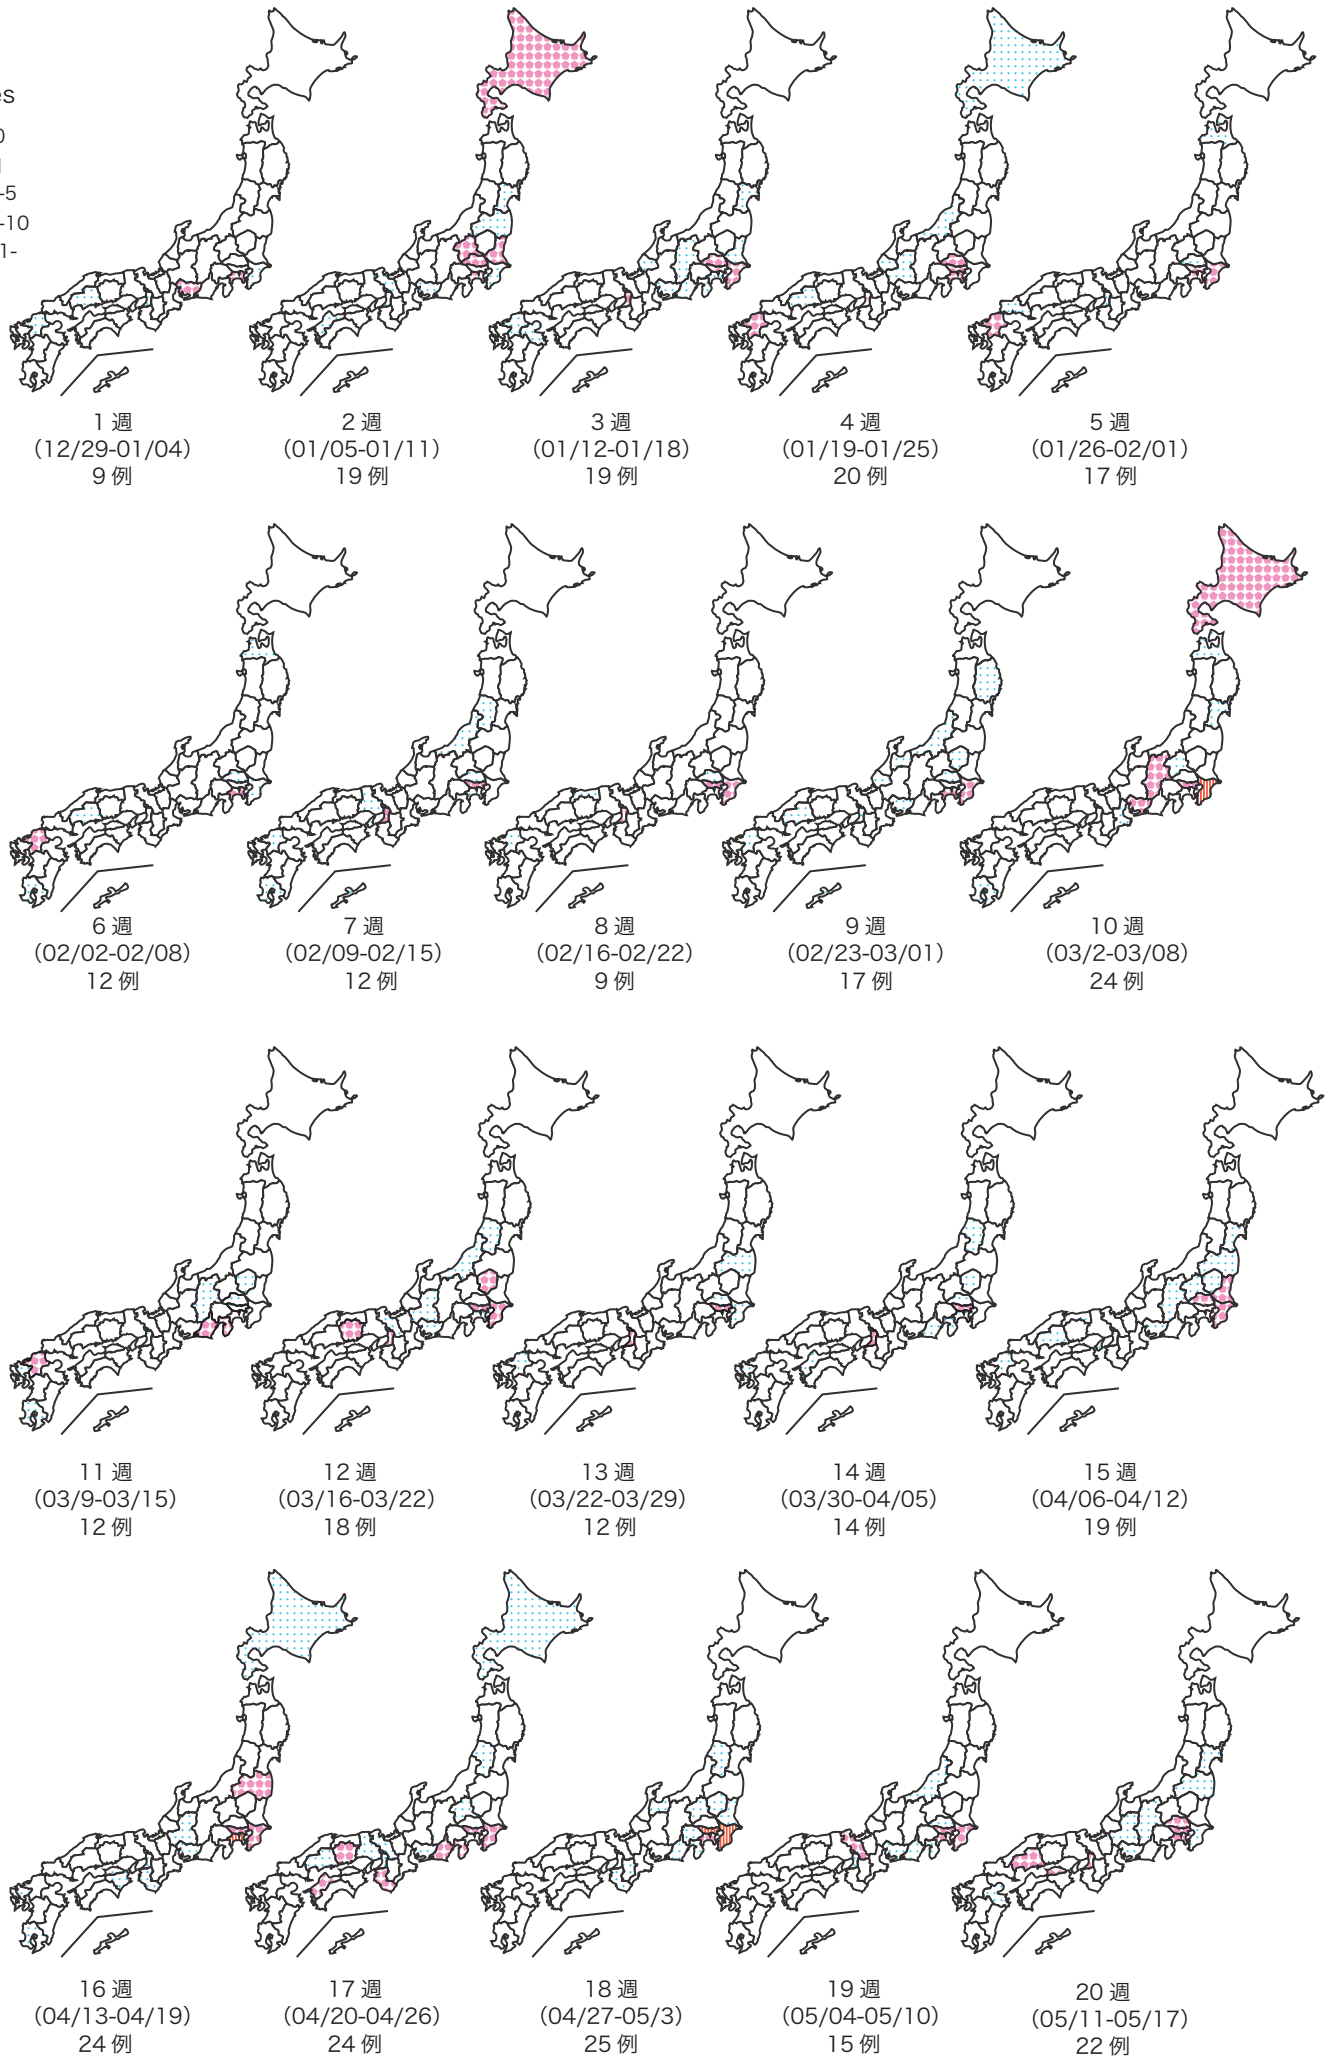 es
0
1
-5
-10
1-
1 週
(12/29-01/04)
9 例
2 週
(01/05-01/11)
19 例
3 週
(01/12-01/18)
19 例
4 週
(01/19-01/25)
20 例
5 週
(01/26-02/01)
17 例
6 週
(02/02-02/08)
12 例
7 週
(02/09-02/15)
12 例
8 週
(02/16-02/22)
9 例
9 週
(02/23-03/01)
17 例
10 週
(03/2-03/08)
24 例
11 週
(03/9-03/15)
12 例
12 週
(03/16-03/22)
18 例
13 週
(03/22-03/29)
12 例
14 週
(03/30-04/05)
14 例
15 週
(04/06-04/12)
19 例
16 週
(04/13-04/19)
24 例
17 週
(04/20-04/26)
24 例
18 週
(04/27-05/3)
25 例
19 週
(05/04-05/10)
15 例
20 週
(05/11-05/17)
22 例